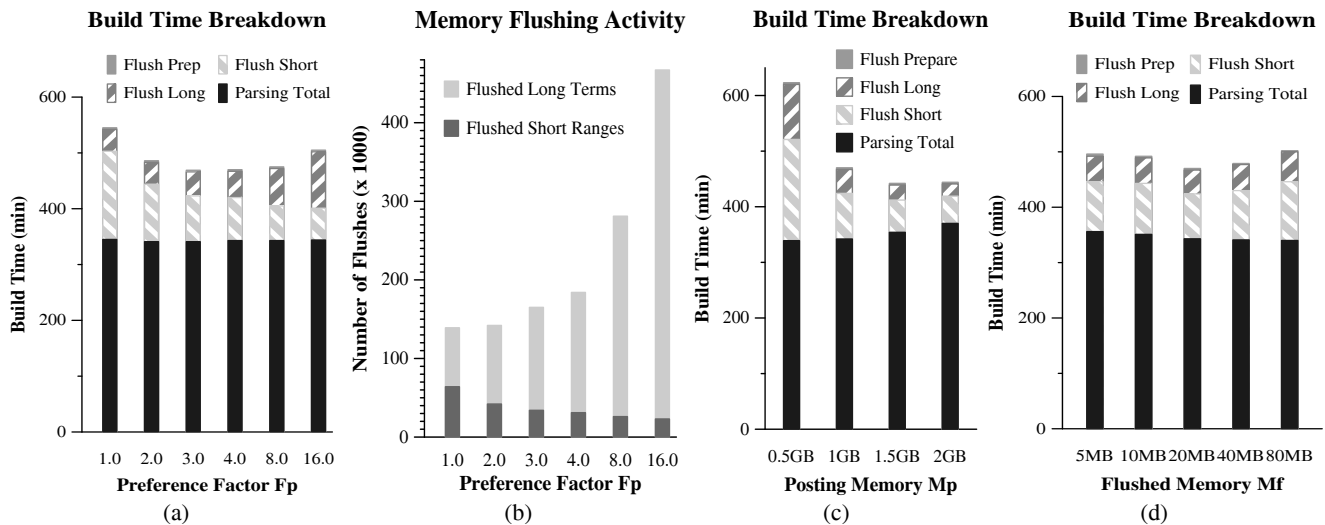 Build Time Breakdown
Flush Prep
Flush Short
Flush Long
Parsing Total
Build Time (min)
600
400
200
0
1.0 2.0 3.0 4.0 8.0 16.0
Preference Factor Fp
(a)
Memory Flushing Activity
Flushed Long Terms
Flushed Short Ranges
Number of Flushes (x 1000)
400
300
200
100
0
1.0 2.0 3.0 4.0 8.0 16.0
Preference Factor Fp
(b)
Build Time Breakdown
Flush Prepare
Flush Long
Flush Short
Parsing Total
Build Time (min)
600
400
200
0
0.5GB 1GB 1.5GB 2GB
Posting Memory Mp
(c)
Build Time Breakdown
Flush Prep
Flush Short
Flush Long
Parsing Total
Build Time (min)
600
400
200
0
5MB 10MB 20MB 40MB 80MB
Flushed Memory Mf
(d)